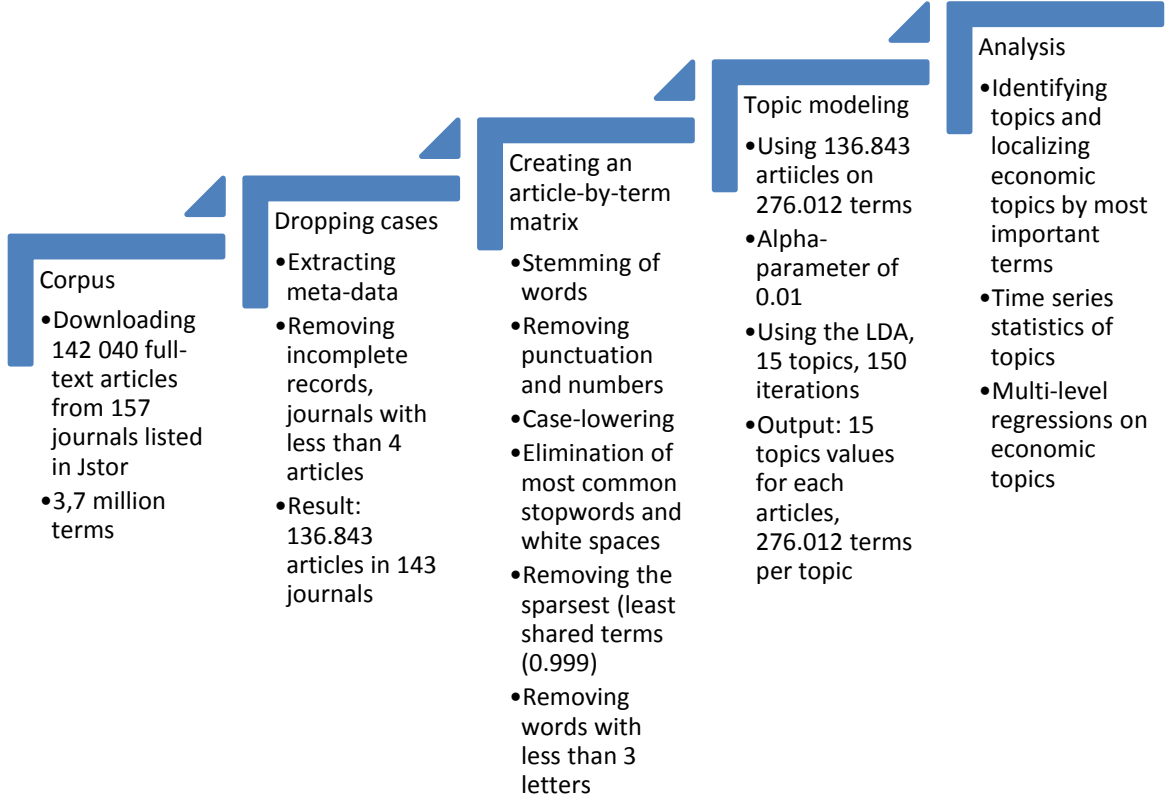 Corpus
•Downloading
142 040 full-
text articles
from 157
journals listed
in Jstor
•3,7 million
terms
Dropping cases
•Extracting
meta-data
•Removing
incomplete
records,
journals with
less than 4
articles
•Result:
136.843
articles in 143
journals
Creating an
article-by-term
matrix
•Stemming of
words
•Removing
punctuation
and numbers
•Case-lowering
•Elimination of
most common
stopwords and
white spaces
•Removing the
sparsest (least
shared terms
(0.999)
•Removing
words with
less than 3
letters
Topic modeling
•Using 136.843
artiicles on
276.012 terms
•Alpha-
parameter of
0.01
•Using the LDA,
15 topics, 150
iterations
•Output: 15
topics values
for each
articles,
276.012 terms
per topic
Analysis
•Identifying
topics and
localizing
economic
topics by most
important
terms
•Time series
statistics of
topics
•Multi-level
regressions on
economic
topics